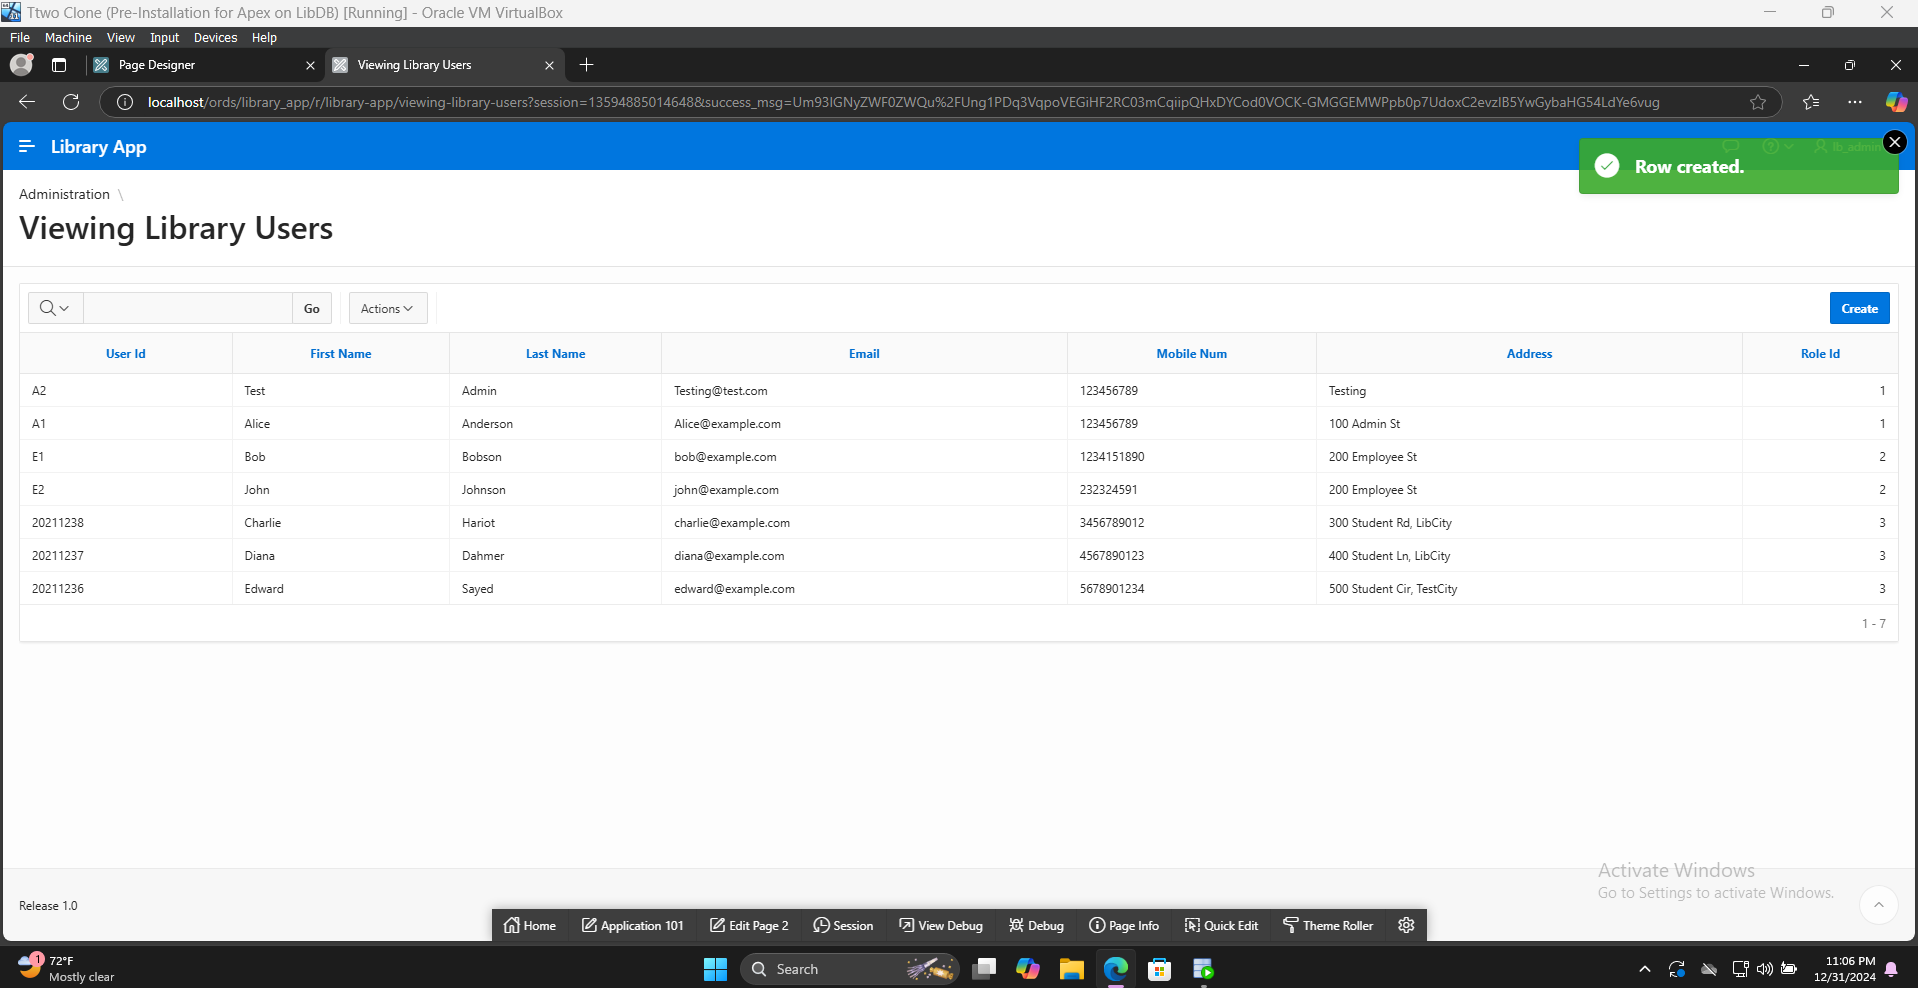 Ttwo Clone (Pre-Installation for Apex on LibDB) [Running] - Oracle VM VirtualBox
File Machine View Input Devices Help
Page Designer
Viewing Library Users
localhost/ords/library_app/r/library-app/viewing-library-users?session=13594885014648&success_msg=Um93IGNyZWF0ZWQu%2FUng1PDq3VqpoVEGiHF2RC03mCqiipQHxDYCod0VOCK-GMGGEMWPpb0p7UdoxC2evzIB5YwGybaHG54LdYe6vug
Library App
lb_admin
Row created.
Administration \
Viewing Library Users
Go
Actions
Create
User Id First Name Last Name Email Mobile Num Address Role Id
A2 Test Admin Testing@test.com 123456789 Testing 1
A1 Alice Anderson Alice@example.com 123456789 100 Admin St 1
E1 Bob Bobson bob@example.com 1234151890 200 Employee St 2
E2 John Johnson john@example.com 232324591 200 Employee St 2
20211238 Charlie Hariot charlie@example.com 3456789012 300 Student Rd, LibCity 3
20211237 Diana Dahmer diana@example.com 4567890123 400 Student Ln, LibCity 3
20211236 Edward Sayed edward@example.com 5678901234 500 Student Cir, TestCity 3
1 - 7
Activate Windows
Go to Settings to activate Windows.
Release 1.0
Home Application 101 Edit Page 2 Session View Debug Debug Page Info Quick Edit Theme Roller
1
72°F
Mostly clear
Search
11:06 PM
12/31/2024